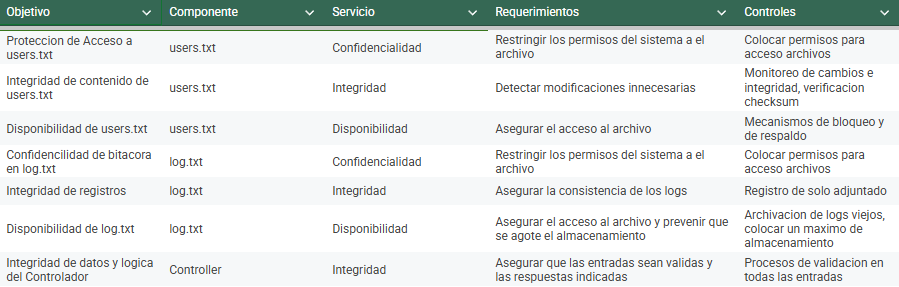 Objetivo Componente Servicio Requerimientos Controles
Proteccion de Acceso a
users.txt
users.txt
Confidencialidad
Restringir los permisos del sistema a el
archivo
Colocar permisos para
acceso archivos
Integridad de contenido de
users.txt
users.txt
Integridad
Detectar modificaciones innecesarias
Monitoreo de cambios e
integridad, verificacion
checksum
Disponibilidad de users.txt
users.txt
Disponibilidad
Asegurar el acceso al archivo
Mecanismos de bloqueo y
de respaldo
Confidencilidad de bitacora
en log.txt
log.txt
Confidencialidad
Restringir los permisos del sistema a el
archivo
Colocar permisos para
acceso archivos
Integridad de registros
log.txt
Integridad
Asegurar la consistencia de los logs
Registro de solo adjuntado
Disponibilidad de log.txt
log.txt
Disponibilidad
Asegurar el acceso al archivo y prevenir que
se agote el almacenamiento
Archivacion de logs viejos,
colocar un maximo de
almacenamiento
Integridad de datos y logica
del Controlador
Controller
Integridad
Asegurar que las entradas sean validas y
las respuestas indicadas
Procesos de validacion en
todas las entradas